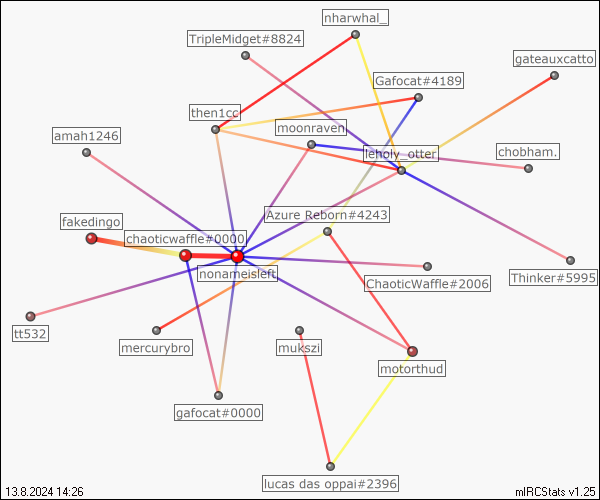 nharwhal_
TripleMidget#8824
gateauxcatto
Gafocat#4189
then1cc
moonraven
amah1246
leholy_otter
chobham.
fakedingo
Azure Reborn#4243
chaoticwaffle#0000
nonameisleft
ChaoticWaffle#2006
Thinker#5995
tt532
mercurybro
mukszi
motorthud
gafocat#0000
lucas das oppai#2396
13.8.2024 14:26
mIRCStats v1.25